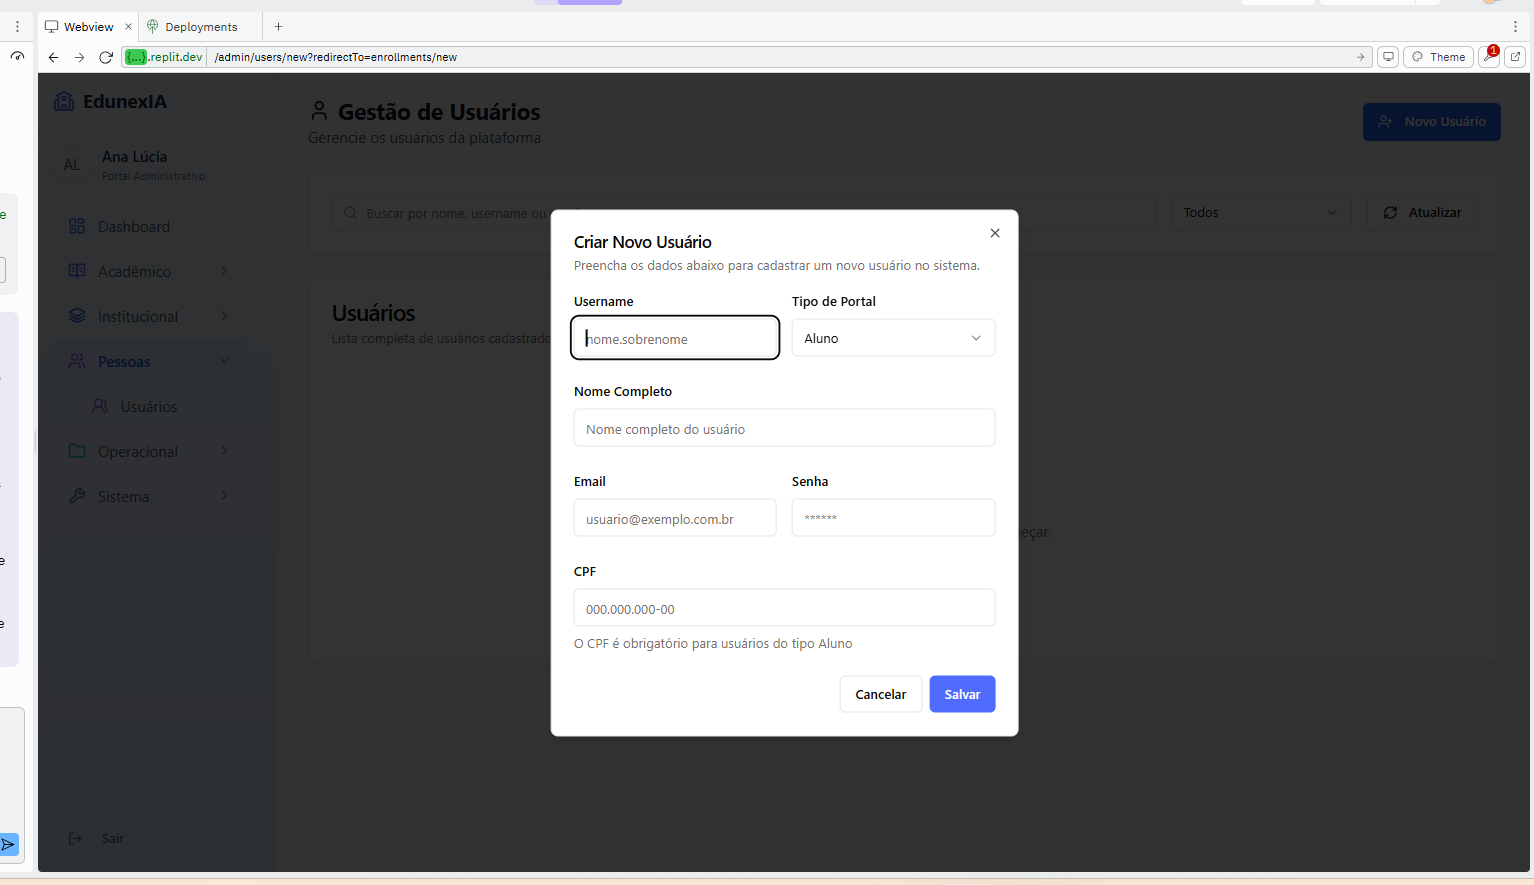 Webview
Deployments
{...}.replit.dev
/admin/users/new?redirectTo=enrollments/new
Theme
1
EdunexIA
AL
Ana Lúcia
Portal Administrativo
Dashboard
Acadêmico
Institucional
Pessoas
Usuários
Operacional
Sistema
Sair
Gestão de Usuários
Gerencie os usuários da plataforma
Novo Usuário
Buscar por nome, username ou
Todos
Atualizar
Usuários
Lista completa de usuários cadastrado
eçar.
Criar Novo Usuário
Preencha os dados abaixo para cadastrar um novo usuário no sistema.
Username
Tipo de Portal
nome.sobrenome
Aluno
Nome Completo
Nome completo do usuário
Email
Senha
usuario@exemplo.com.br
******
CPF
000.000.000-00
O CPF é obrigatório para usuários do tipo Aluno
Cancelar
Salvar
e
e
e